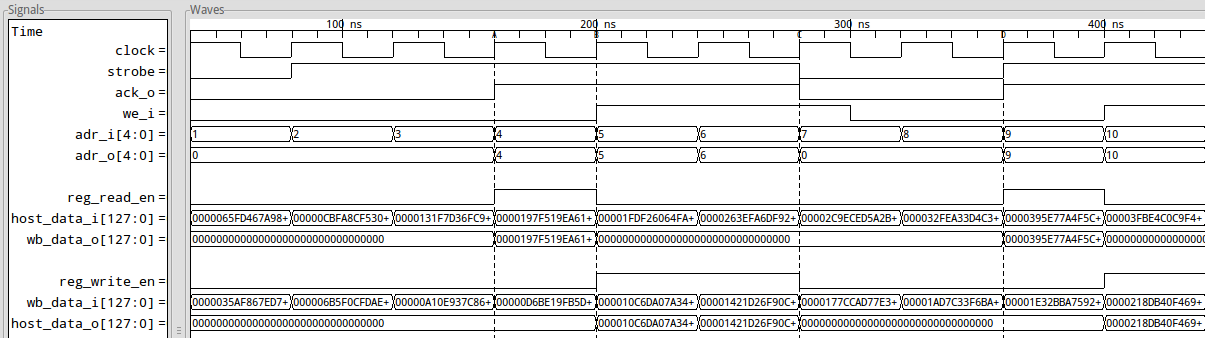 Signals
Waves
Time
100 ns 200 ns 300 ns 400 ns
A B C D
clock =
strobe =
ack_o =
we_i =
adr_i[4:0] = 1 2 3 4 5 6 7 8 9 10
adr_o[4:0] = 0 4 5 6 0 9 10
reg_read_en =
host_data_i[127:0] = 0000065FD467A98+ 00000CBFA8CF530+ 0000131F7D36FC9+ 0000197F519EA61+ 00001FDF26064FA+ 0000263EFA6DF92+ 00002C9ECED5A2B+ 000032FEA33D4C3+ 0000395E77A4F5C+ 00003FBE4C0C9F4+
wb_data_o[127:0] = 00000000000000000000000000000000 0000197F519EA61+ 00000000000000000000000000000000 0000395E77A4F5C+ 0000000000000000
reg_write_en =
wb_data_i[127:0] = 0000035AF867ED7+ 000006B5F0CFDAE+ 00000A10E937C86+ 00000D6BE19FB5D+ 000010C6DA07A34+ 00001421D26F90C+ 0000177CCAD77E3+ 00001AD7C33F6BA+ 00001E32BBA7592+ 0000218DB40F469+
host_data_o[127:0] = 00000000000000000000000000000000 000010C6DA07A34+ 00001421D26F90C+ 00000000000000000000000000000000 0000218DB40F469+